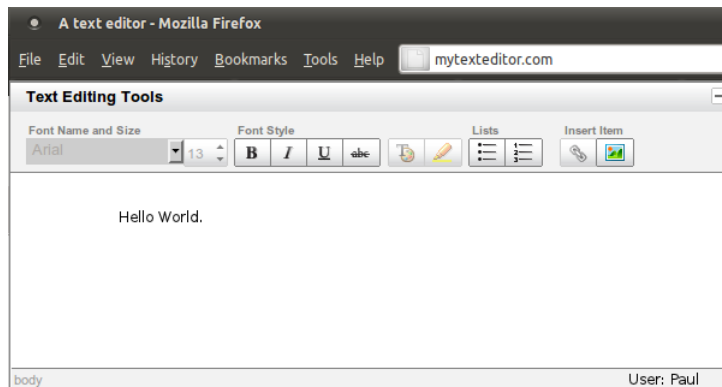 A text editor - Mozilla Firefox
File Edit View History Bookmarks Tools Help mytexteditor.com
Text Editing Tools
Font Name and Size Font Style Lists Insert Item
Arial 13 B I U abc
Hello World.
body User: Paul